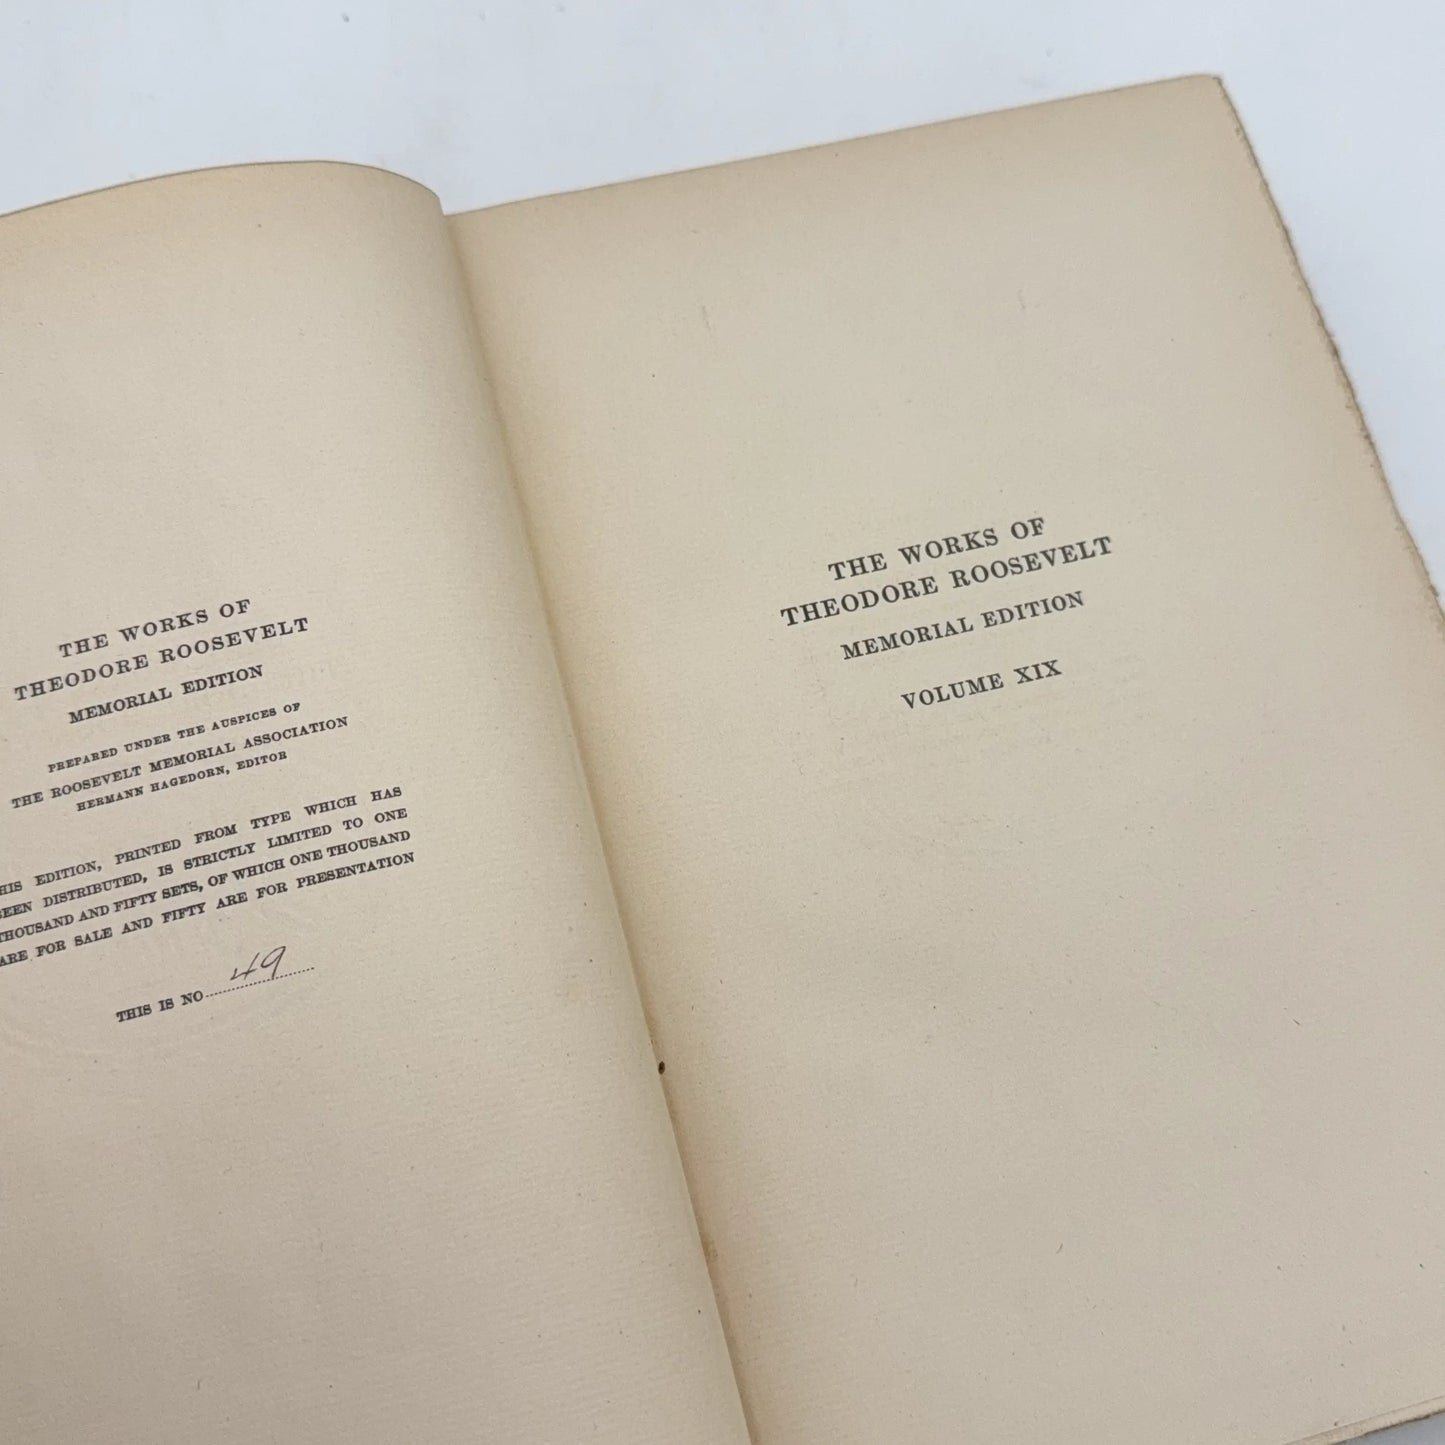 THE WORKS OF
THEODORE ROOSEVELT
MEMORIAL EDITION
PREPARED UNDER THE AUSPICES OF
THE ROOSEVELT MEMORIAL ASSOCIATION
HERMANN HAGEDORN, EDITOR
HIS EDITION, PRINTED FROM TYPE WHICH HAS
BEEN DISTRIBUTED, IS STRICTLY LIMITED TO ONE
THOUSAND AND FIFTY SETS, OF WHICH ONE THOUSAND
ARE FOR SALE AND FIFTY ARE FOR PRESENTATION
THIS IS NO 49
THE WORKS OF
THEODORE ROOSEVELT
MEMORIAL EDITION
VOLUME XIX